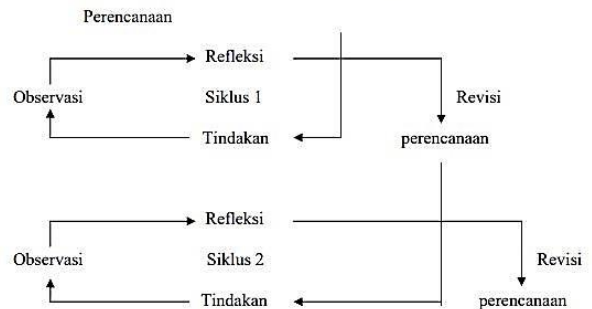 Perencanaan
Refleksi
Observasi
Siklus 1
Revisi
Tindakan
perencanaan
Refleksi
Observasi
Siklus 2
Revisi
Tindakan
perencanaan